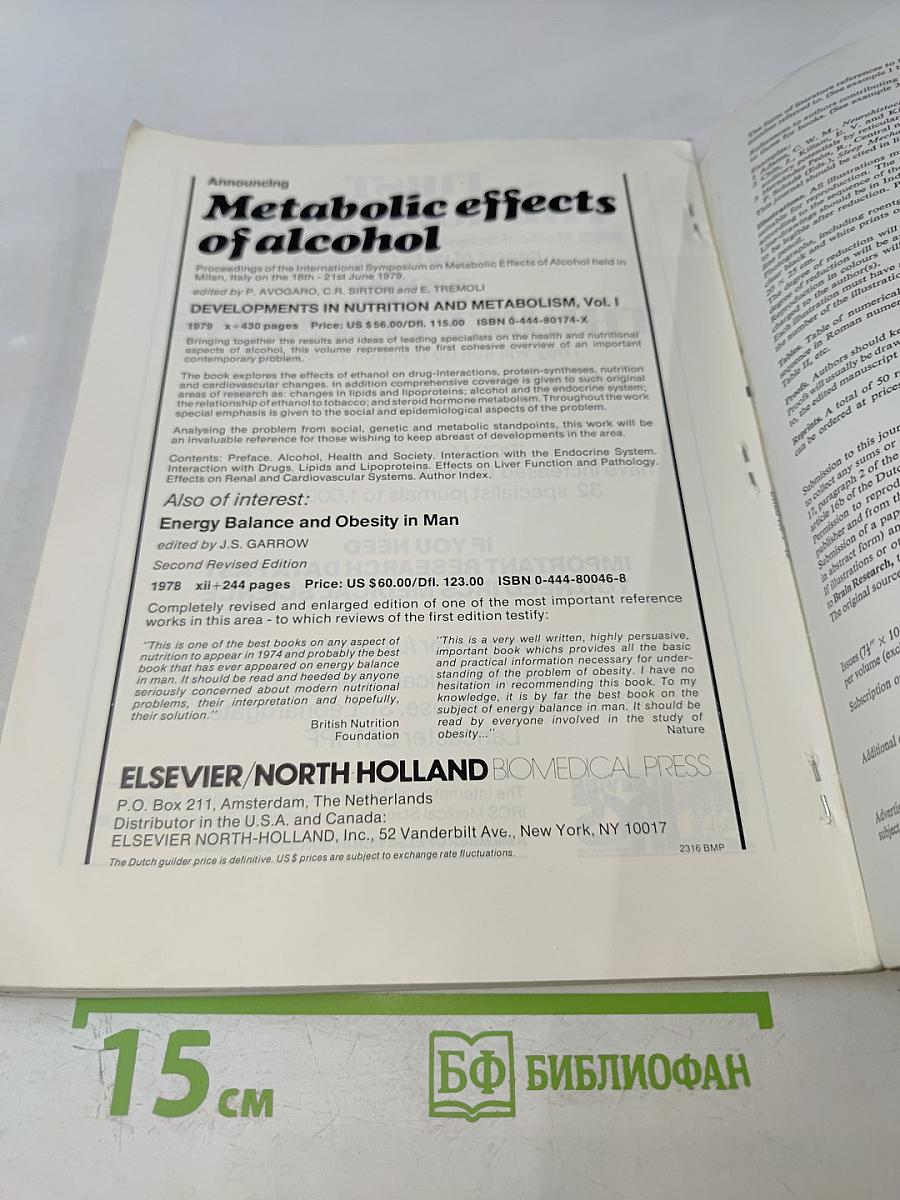 Announcing
Metabolic effects
of alcohol
Proceedings of the International Symposium on Metabolic Effects of Alcohol held in
Milan, Italy on the 18th - 21st June 1979.
edited by P. AVOGARO, C.R. SIRTORI and E. TREMOLI
DEVELOPMENTS IN NUTRITION AND METABOLISM, Vol. I
1979 x+430 pages Price: US $56.00/Dfl. 115.00 ISBN 0-444-80174-X
Bringing together the results and ideas of leading specialists on the health and nutritional
aspects of alcohol, this volume represents the first cohesive overview of an important
contemporary problem.
The book explores the effects of ethanol on drug-interactions, protein-syntheses, nutrition
and cardiovascular changes. In addition comprehensive coverage is given to such original
areas of research as: changes in lipids and lipoproteins; alcohol and the endocrine system;
the relationship of ethanol to tobacco; and steroid hormone metabolism. Throughout the work
special emphasis is given to the social and epidemiological aspects of the problem.
Analysing the problem from social, genetic and metabolic standpoints, this work will be
an invaluable reference for those wishing to keep abreast of developments in the area.
Contents: Preface. Alcohol, Health and Society. Interaction with the Endocrine System.
Interaction with Drugs. Lipids and Lipoproteins. Effects on Liver Function and Pathology.
Effects on Renal and Cardiovascular Systems. Author Index.
Also of interest:
Energy Balance and Obesity in Man
edited by J.S. GARROW
Second Revised Edition
1978 xii+244 pages Price: US $60.00/Dfl. 123.00 ISBN 0-444-80046-8
Completely revised and enlarged edition of one of the most important reference
works in this area - to which reviews of the first edition testify:
"This is one of the best books on any aspect of
nutrition to appear in 1974 and probably the best
book that has ever appeared on energy balance
in man. It should be read and heeded by anyone
seriously concerned about modern nutritional
problems, their interpretation and hopefully,
their solution."
British Nutrition
Foundation
"This is a very well written, highly persuasive,
important book whichs provides all the basic
and practical information necessary for under-
standing of the problem of obesity. I have no
hesitation in recommending this book. To my
knowledge, it is by far the best book on the
subject of energy balance in man. It should be
read by everyone involved in the study of
obesity..."
Nature
ELSEVIER/NORTH-HOLLAND BIOMEDICAL PRESS
P.O. Box 211, Amsterdam, The Netherlands
Distributor in the U.S.A. and Canada:
ELSEVIER NORTH-HOLLAND, Inc., 52 Vanderbilt Ave., New York, NY 10017
The Dutch guilder price is definitive. US $ prices are subject to exchange rate fluctuations.
2316 BMP
15 см
БФ БИБЛИОФАН